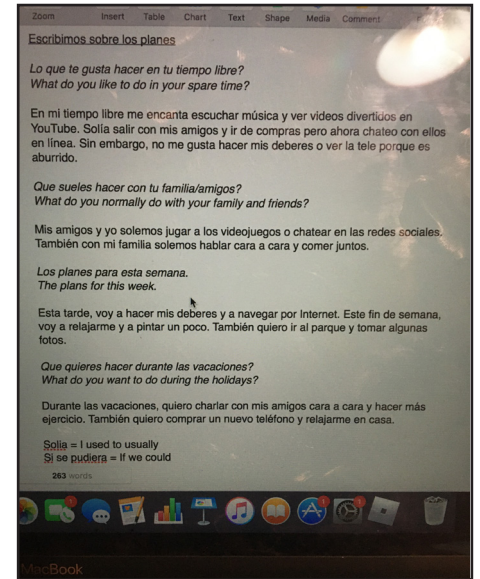 Zoom Insert Table Chart Text Shape Media Comment
Escribimos sobre los planes
Lo que te gusta hacer en tu tiempo libre?
What do you like to do in your spare time?
En mi tiempo libre me encanta escuchar música y ver videos divertidos en
YouTube. Solía salir con mis amigos y ir de compras pero ahora chateo con ellos
en línea. Sin embargo, no me gusta hacer mis deberes o ver la tele porque es
aburrido.
Que sueles hacer con tu familia/amigos?
What do you normally do with your family and friends?
Mis amigos y yo solemos jugar a los videojuegos o chatear en las redes sociales.
También con mi familia solemos hablar cara a cara y comer juntos.
Los planes para esta semana.
The plans for this week.
Esta tarde, voy a hacer mis deberes y a navegar por Internet. Este fin de semana,
voy a relajarme y a pintar un poco. También quiero ir al parque y tomar algunas
fotos.
Que quieres hacer durante las vacaciones?
What do you want to do during the holidays?
Durante las vacaciones, quiero charlar con mis amigos cara a cara y hacer más
ejercicio. También quiero comprar un nuevo teléfono y relajarme en casa.
Solia = I used to usually
Si se pudiera = If we could
263 words
MacBook